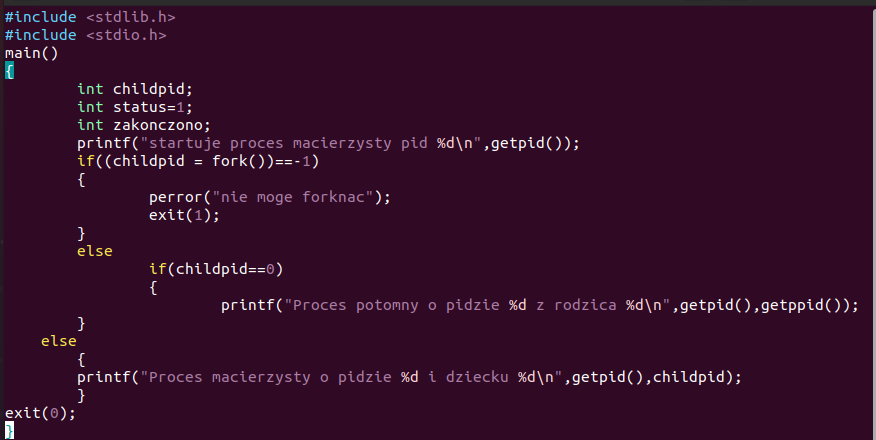 #include <stdlib.h>
#include <stdio.h>
main()
{
        int childpid;
        int status=1;
        int zakonczono;
        printf("startuje proces macierzysty pid %d\n",getpid());
        if((childpid = fork())==-1)
        {
                perror("nie moge forknac");
                exit(1);
        }
        else
                if(childpid==0)
                {
                        printf("Proces potomny o pidzie %d z rodzica %d\n",getpid(),getppid());
        }
    else
        {
        printf("Proces macierzysty o pidzie %d i dziecku %d\n",getpid(),childpid);
        }
exit(0);
}